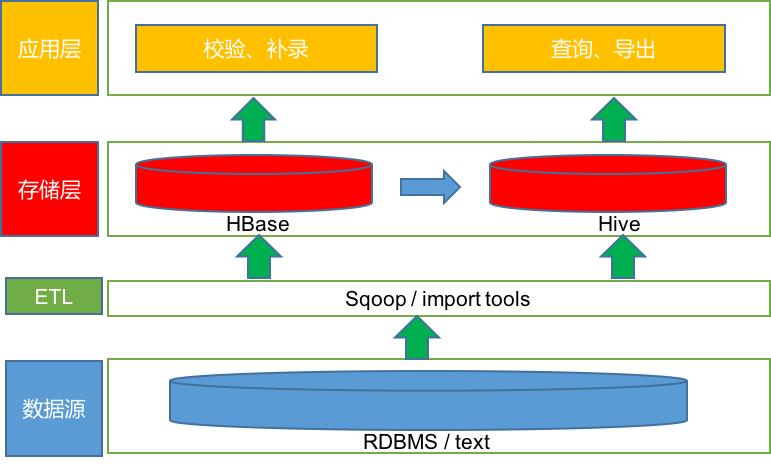 应用层
校验、补录
查询、导出
存储层
HBase
Hive
ETL
Sqoop / import tools
数据源
RDBMS / text